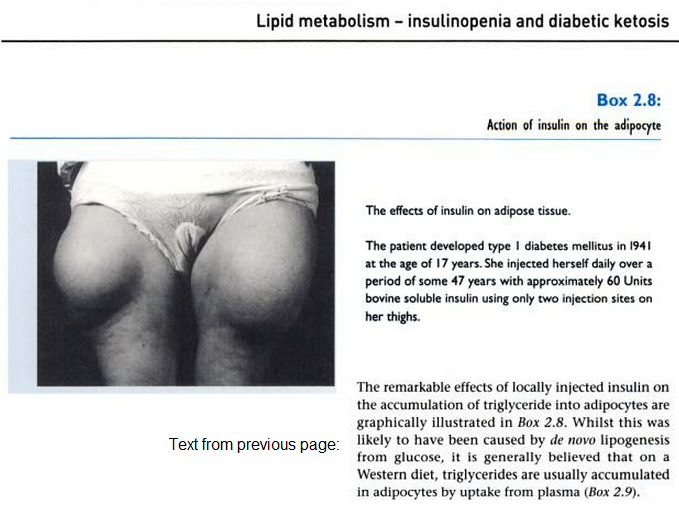 Lipid metabolism – insulinopenia and diabetic ketosis
Box 2.8:
Action of insulin on the adipocyte
The effects of insulin on adipose tissue.
The patient developed type 1 diabetes mellitus in 1941
at the age of 17 years. She injected herself daily over a
period of some 47 years with approximately 60 Units
bovine soluble insulin using only two injection sites on
her thighs.
Text from previous page:
The remarkable effects of locally injected insulin on
the accumulation of triglyceride into adipocytes are
graphically illustrated in Box 2.8. Whilst this was
likely to have been caused by de novo lipogenesis
from glucose, it is generally believed that on a
Western diet, triglycerides are usually accumulated
in adipocytes by uptake from plasma (Box 2.9).